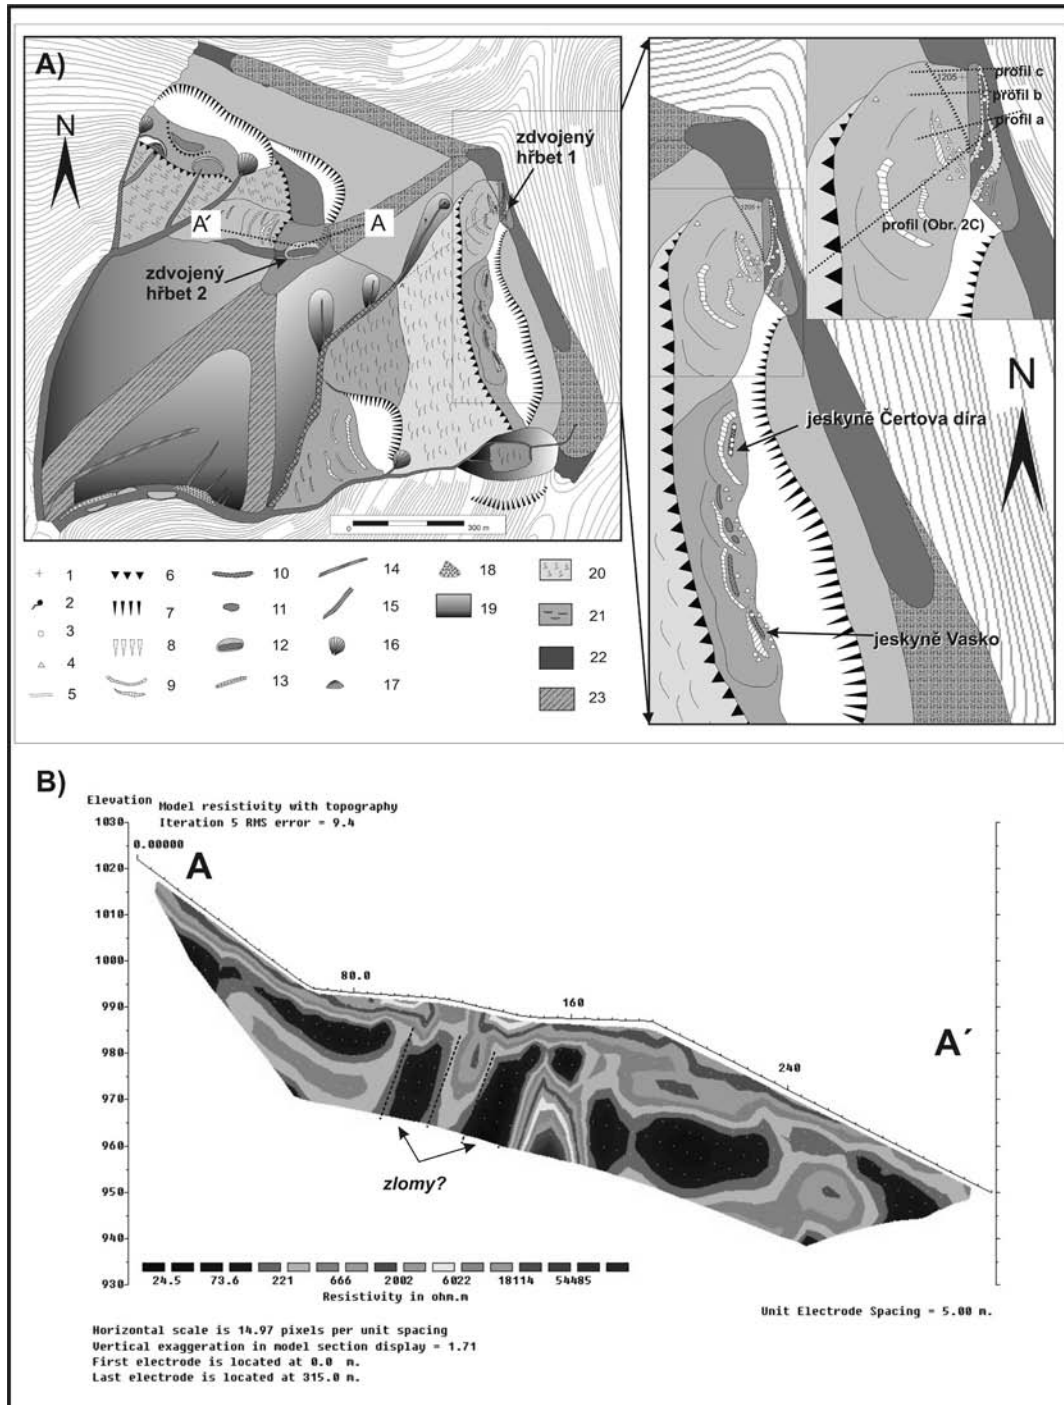 A)
N
zdvojený
hřbet 1
A´
A
zdvojený
hřbet 2
0
300 m
1205 +
profil c
profil b
profil a
profil (Obr. 2C)
1205 +
N
jeskyně Čertova díra
jeskyně Vasko
1
2
3
4
5
6
7
8
9
10
11
12
13
14
15
16
17
18
19
20
21
22
23
B)
Elevation
Model resistivity with topography
Iteration 5 RMS error = 9.4
1030
1020
1010
1000
990
980
970
960
950
940
930
0.00000
A
80.0
160
240
A´
zlomy?
24.5 73.6 221 666 2002 6022 18114 54485
Resistivity in ohm.m
Unit Electrode Spacing = 5.00 m.
Horizontal scale is 14.97 pixels per unit spacing
Vertical exaggeration in model section display = 1.71
First electrode is located at 0.0 m.
Last electrode is located at 315.0 m.